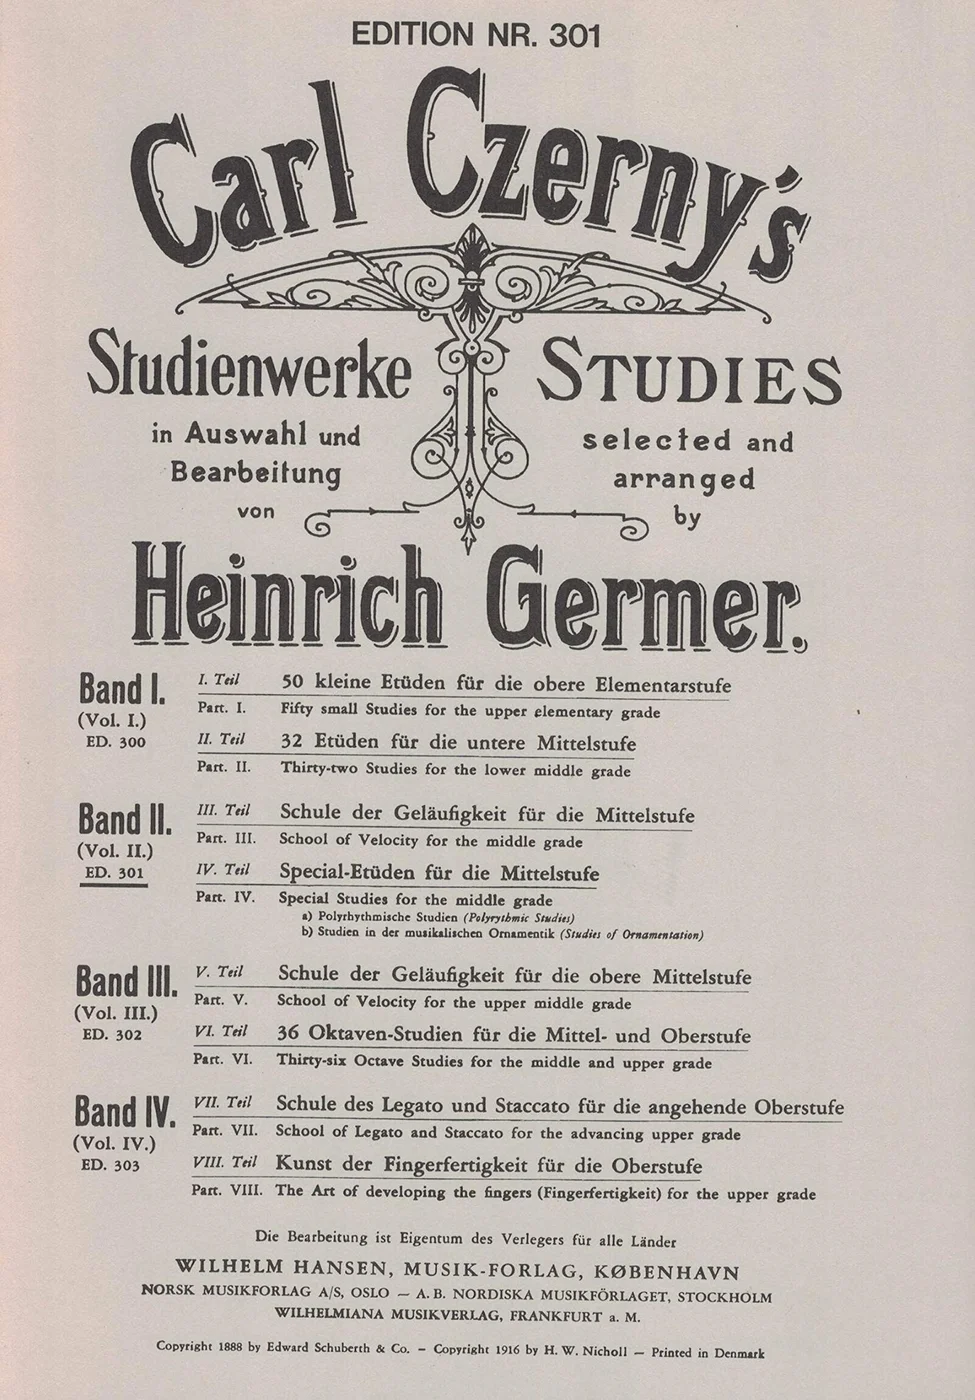 EDITION NR. 301
Carl Czerny's
Studienwerke
in Auswahl und
Bearbeitung
von
STUDIES
selected and
arranged
by
Heinrich Germer.
Band I.
(Vol. I.)
ED. 300
I. Teil 50 kleine Etüden für die obere Elementarstufe
Part. I. Fifty small Studies for the upper elementary grade
II. Teil 32 Etüden für die untere Mittelstufe
Part. II. Thirty-two Studies for the lower middle grade
Band II.
(Vol. II.)
ED. 301
III. Teil Schule der Geläufigkeit für die Mittelstufe
Part. III. School of Velocity for the middle grade
IV. Teil Special-Etüden für die Mittelstufe
Part. IV. Special Studies for the middle grade
a) Polyrhythmische Studien (Polyrytbmic Studies)
b) Studien in der musikalischen Ornamentik (Studies of Ornamentation)
Band III.
(Vol. III.)
ED. 302
V. Teil Schule der Geläufigkeit für die obere Mittelstufe
Part. V. School of Velocity for the upper middle grade
VI. Teil 36 Oktaven-Studien für die Mittel- und Oberstufe
Part. VI. Thirty-six Octave Studies for the middle and upper grade
Band IV.
(Vol. IV.)
ED. 303
VII. Teil Schule des Legato und Staccato für die angehende Oberstufe
Part. VII. School of Legato and Staccato for the advancing upper grade
VIII. Teil Kunst der Fingerfertigkeit für die Oberstufe
Part. VIII. The Art of developing the fingers (Fingerfertigkeit) for the upper grade
Die Bearbeitung ist Eigentum des Verlegers für alle Länder
WILHELM HANSEN, MUSIK-FORLAG, KØBENHAVN
NORSK MUSIKFORLAG A/S, OSLO — A. B. NORDISKA MUSIKFÖRLAGET, STOCKHOLM
WILHELMIANA MUSIKVERLAG, FRANKFURT a. M.
Copyright 1888 by Edward Schuberth & Co. – Copyright 1916 by H. W. Nicholl — Printed in Denmark